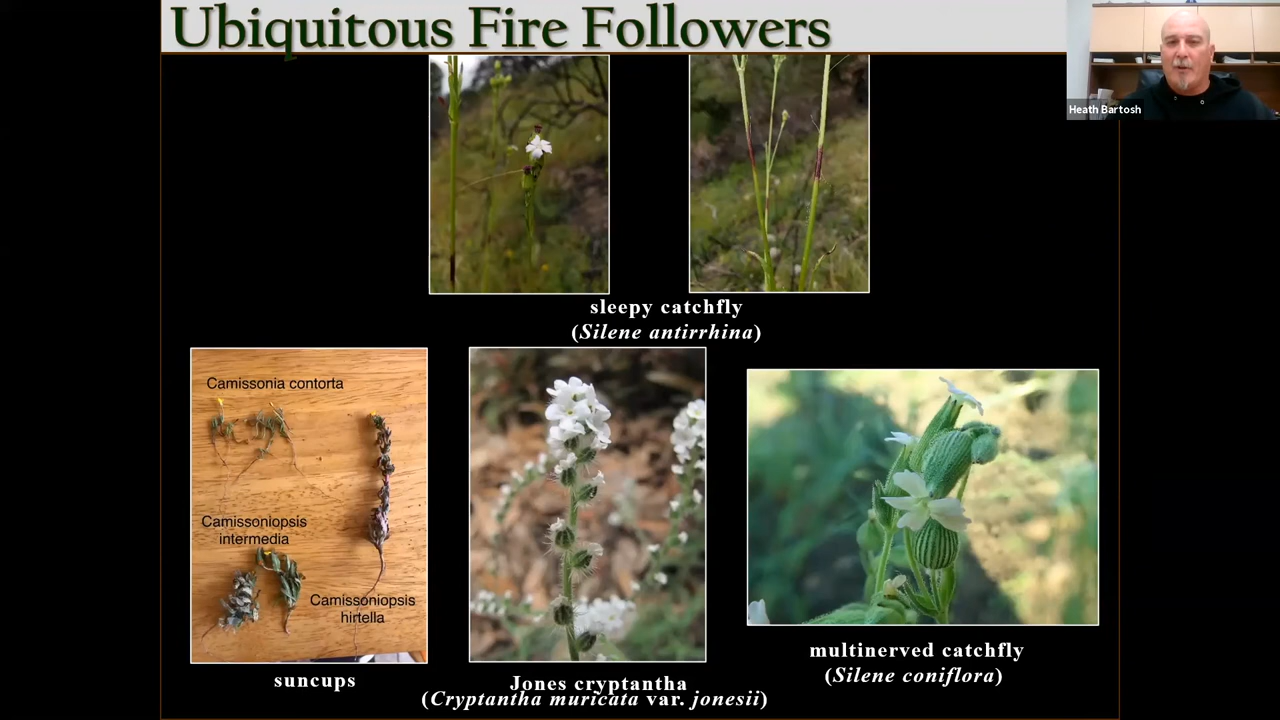 Ubiquitous Fire Followers
Heath Bartosh
sleepy catchfly
(Silene antirrhina)
Camissonia contorta
Camissoniopsis
intermedia
Camissoniopsis
hirtella
suncups
Jones cryptantha
(Cryptantha muricata var. jonesii)
multinerved catchfly
(Silene coniflora)